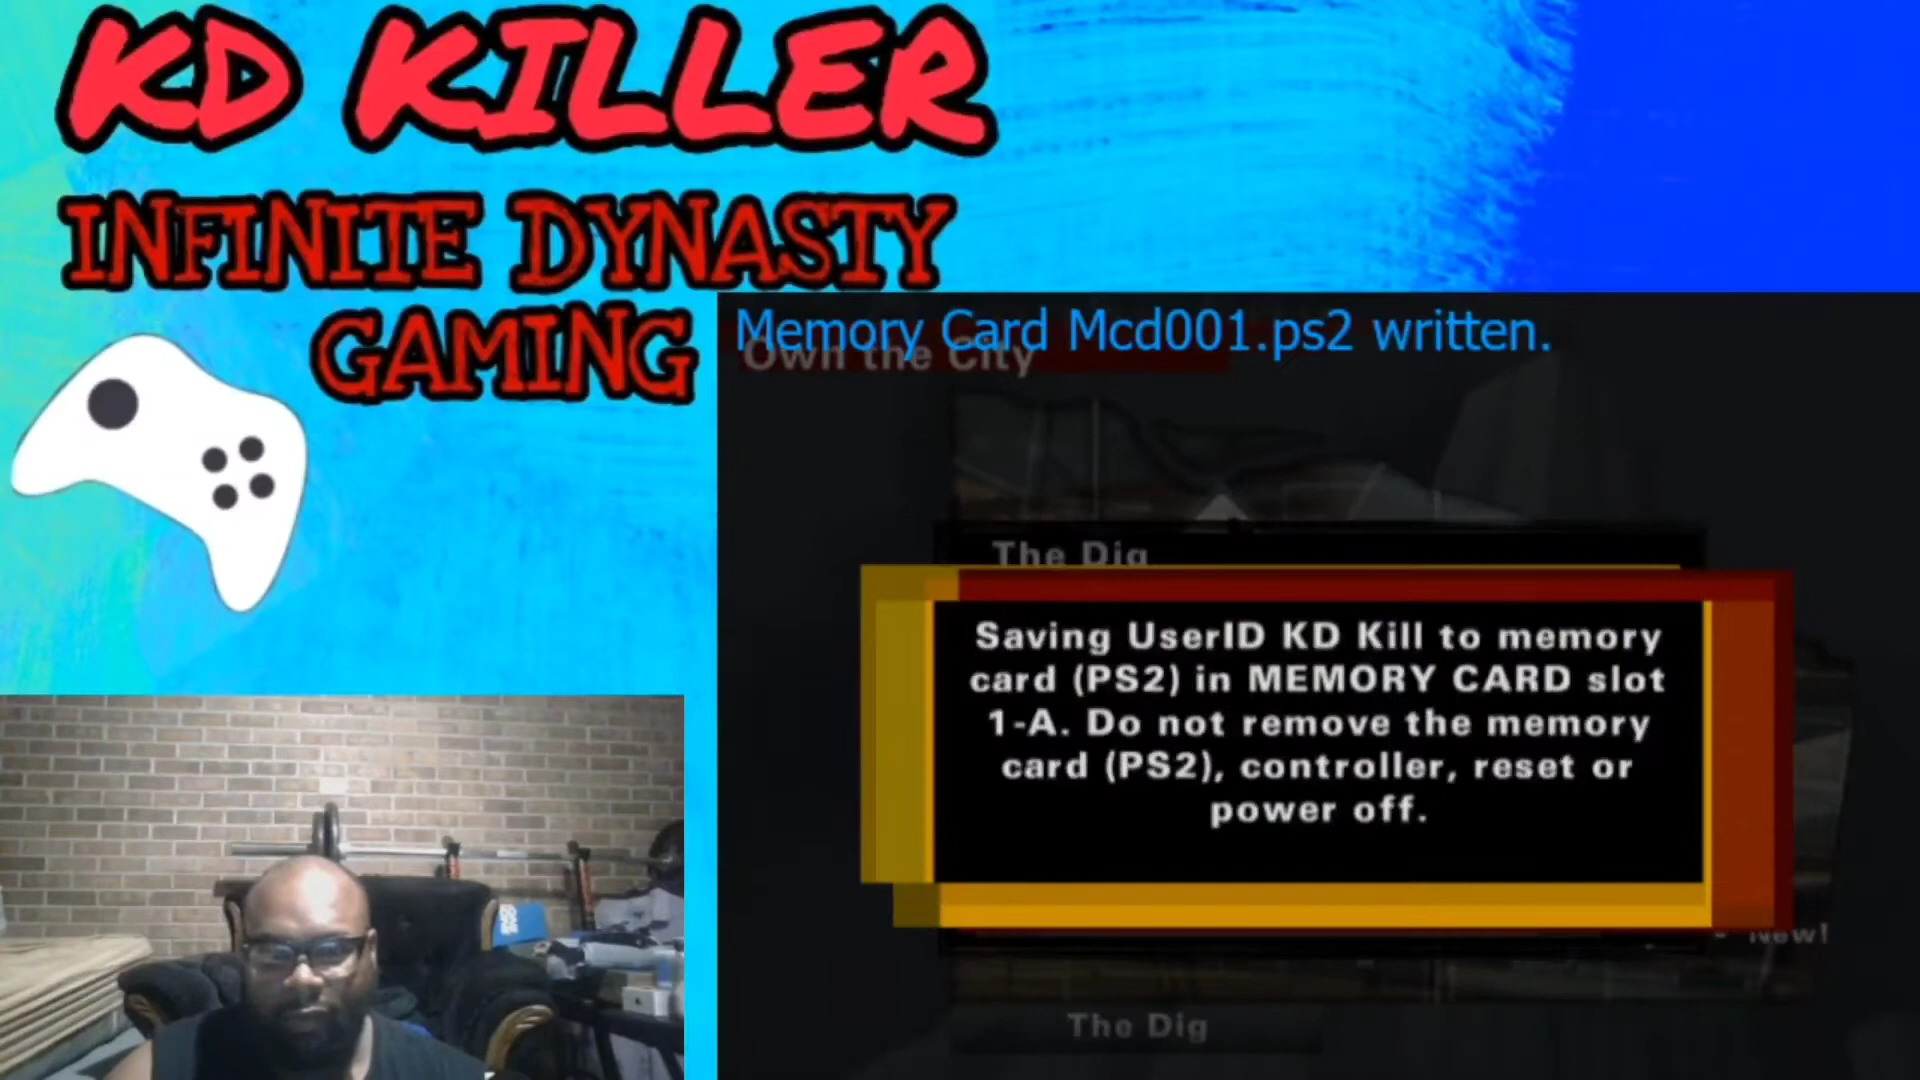 KD KILLER
INFINITE DYNASTY
GAMING
Memory Card Mcd001.ps2 written.
Own the City
The Dig
Saving UserID KD Kill to memory
card (PS2) in MEMORY CARD slot
1-A. Do not remove the memory
card (PS2), controller, reset or
power off.
New!
The Dig